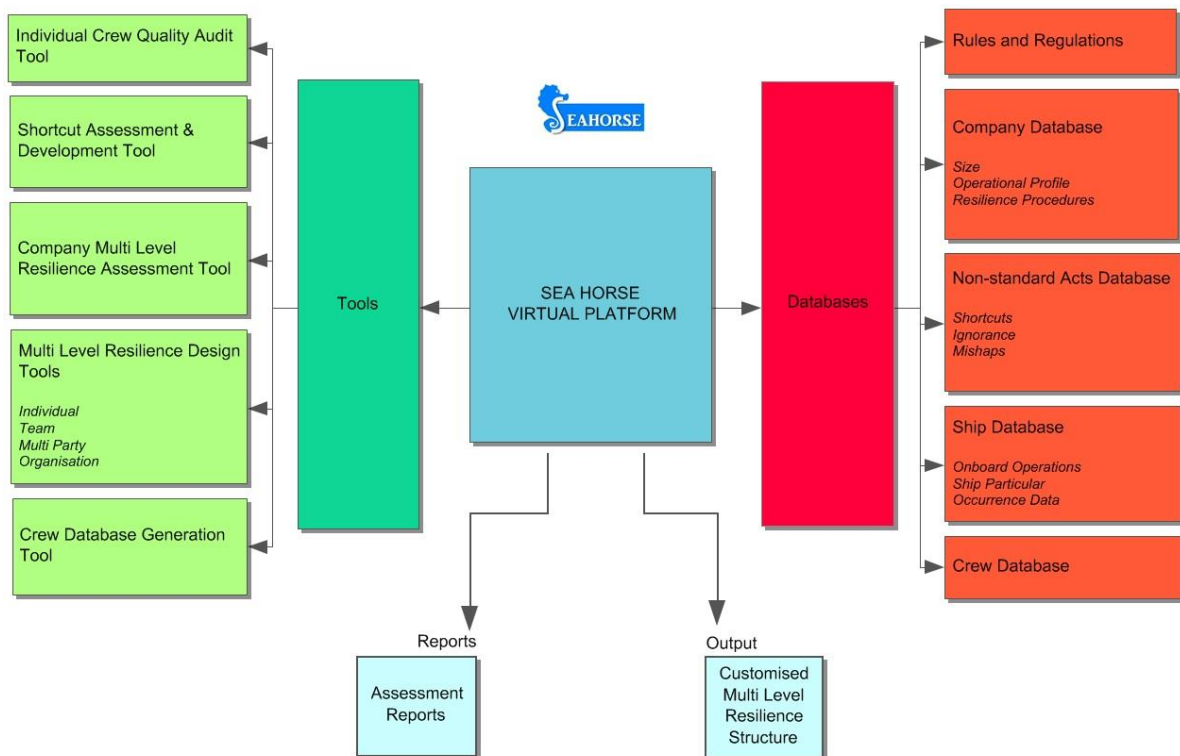 Individual Crew Quality Audit
Tool
Shortcut Assessment &
Development Tool
Company Multi Level
Resilience Assessment Tool
Multi Level Resilience Design
Tools
Individual
Team
Multi Party
Organisation
Crew Database Generation
Tool
Tools
SEAHORSE
SEA HORSE
VIRTUAL PLATFORM
Databases
Rules and Regulations
Company Database
Size
Operational Profile
Resilience Procedures
Non-standard Acts Database
Shortcuts
Ignorance
Mishaps
Ship Database
Onboard Operations
Ship Particular
Occurrence Data
Crew Database
Reports
Assessment
Reports
Output
Customised
Multi Level
Resilience
Structure